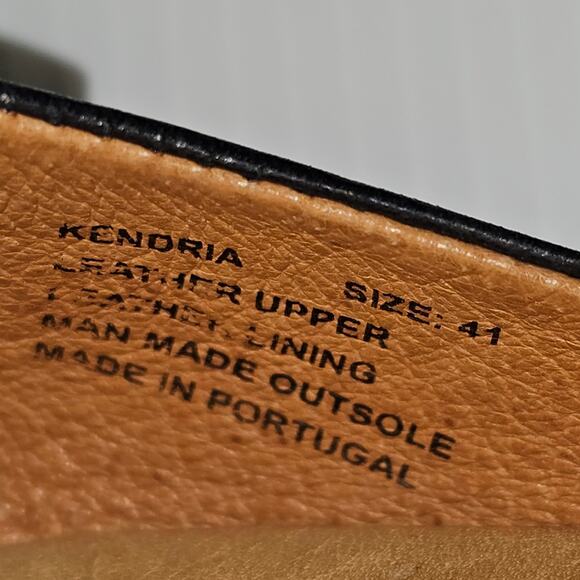 KENDRIA SIZE: 41
LEATHER UPPER
LEATHER LINING
MAN MADE OUTSOLE
MADE IN PORTUGAL